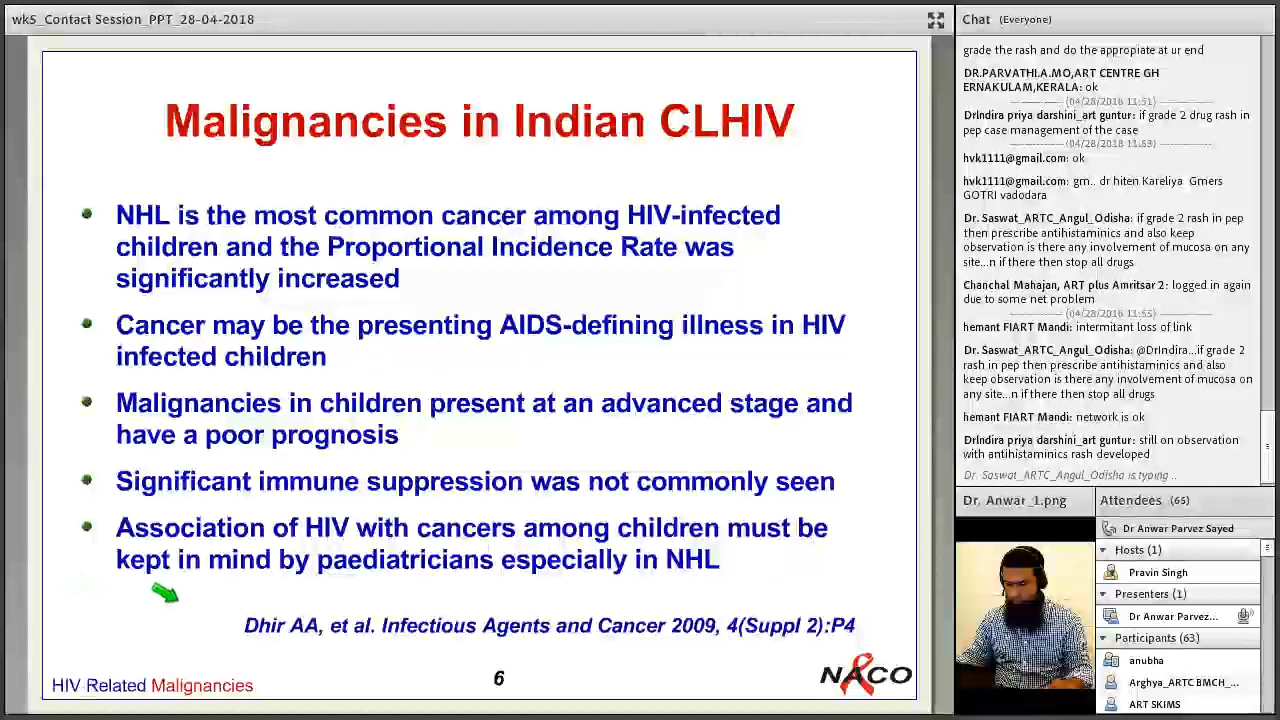 wk5_Contact Session_PPT_28-04-2018
Malignancies in Indian CLHIV
NHL is the most common cancer among HIV-infected
children and the Proportional Incidence Rate was
significantly increased
Cancer may be the presenting AIDS-defining illness in HIV
infected children
Malignancies in children present at an advanced stage and
have a poor prognosis
Significant immune suppression was not commonly seen
Association of HIV with cancers among children must be
kept in mind by paediatricians especially in NHL
Dhir AA, et al. Infectious Agents and Cancer 2009, 4(Suppl 2):P4
HIV Related Malignancies
6
NACO
Chat (Everyone)
grade the rash and do the appropiate at ur end
DR.PARVATHI.A.MO,ART CENTRE GH
ERNAKULAM,KERALA: ok
(04/28/2018 11:51)
DrIndira priya darshini_art guntur: if grade 2 drug rash in
pep case management of the case
(04/28/2018 11:53)
hvk1111@gmail.com: ok
hvk1111@gmail.com: gm.. dr hiten Kareliya Gmers
GOTRI vadodara
Dr. Saswat_ARTC_Angul_Odisha: if grade 2 rash in pep
then prescribe antihistaminics and also keep
observation is there any involvement of mucosa on any
site...n if there then stop all drugs
Chanchal Mahajan, ART plus Amritsar 2: logged in again
due to some net problem
(04/28/2018 11:55)
hemant FIART Mandi: intermitant loss of link
Dr. Saswat_ARTC_Angul_Odisha: @DrIndira...if grade 2
rash in pep then prescribe antihistaminics and also
keep observation is there any involvement of mucosa on
any site...n if there then stop all drugs
hemant FIART Mandi: network is ok
DrIndira priya darshini_art guntur: still on observation
with antihistaminics rash developed
Dr. Saswat_ARTC_Angul_Odisha is typing...
Dr. Anwar_1.png
Attendees (65)
Dr Anwar Parvez Sayed
Hosts (1)
Pravin Singh
Presenters (1)
Dr Anwar Parvez...
Participants (63)
anubha
Arghya_ARTC BMCH_...
ART SKIMS